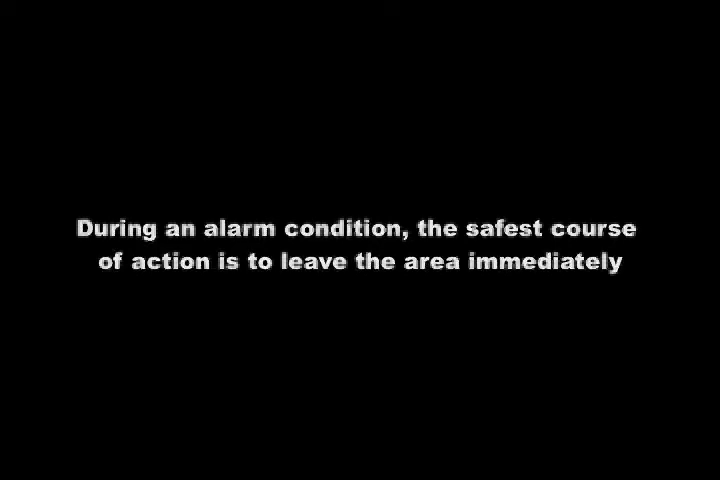 During an alarm condition, the safest course
of action is to leave the area immediately